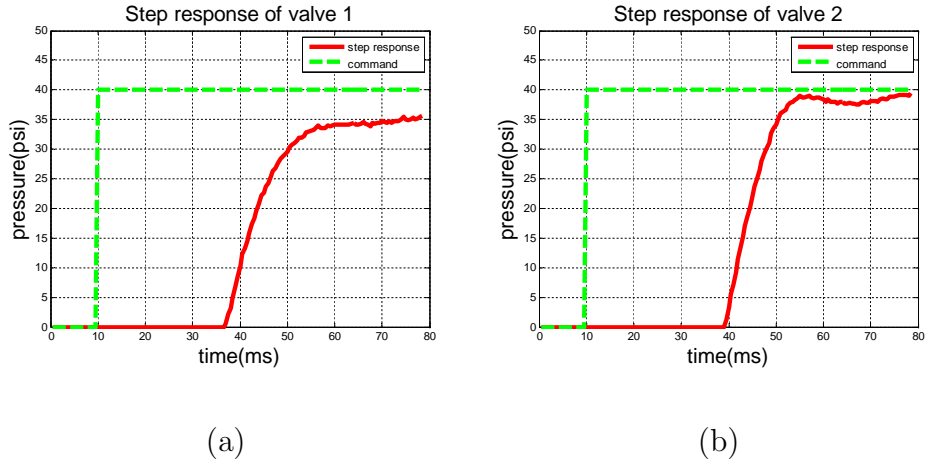 Step response of valve 1
50
45
40
35
30
25
20
15
10
5
0
pressure(psi)
step response
command
0 10 20 30 40 50 60 70 80
time(ms)
(a)
Step response of valve 2
50
45
40
35
30
25
20
15
10
5
0
pressure(psi)
step response
command
0 10 20 30 40 50 60 70 80
time(ms)
(b)